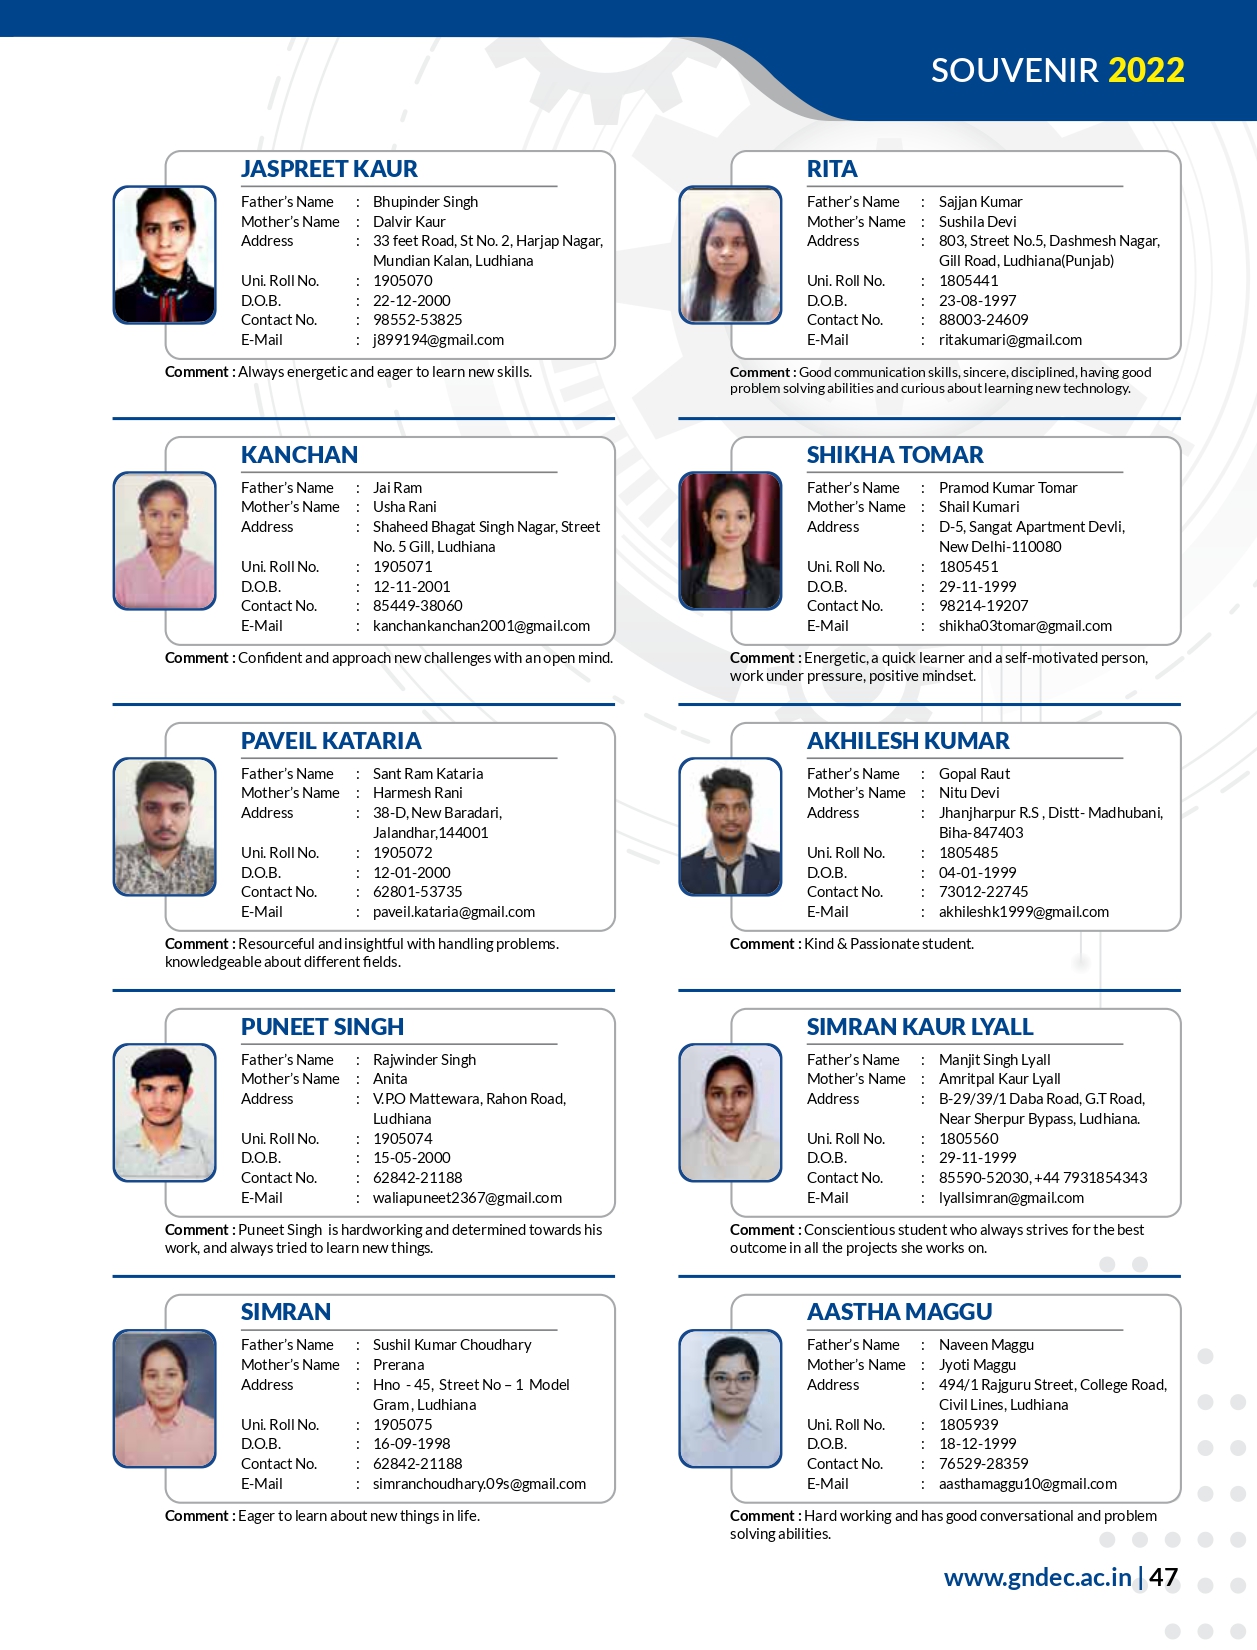 SOUVENIR 2022
JASPREET KAUR
Father's Name : Bhupinder Singh
Mother's Name : Dalvir Kaur
Address : 33 feet Road, St No. 2, Harjap Nagar,
Mundian Kalan, Ludhiana
Uni. Roll No. : 1905070
D.O.B. : 22-12-2000
Contact No. : 98552-53825
E-Mail : j899194@gmail.com
Comment : Always energetic and eager to learn new skills.
KANCHAN
Father's Name : Jai Ram
Mother's Name : Usha Rani
Address : Shaheed Bhagat Singh Nagar, Street
No. 5 Gill, Ludhiana
Uni. Roll No. : 1905071
D.O.B. : 12-11-2001
Contact No. : 85449-38060
E-Mail : kanchankanchan2001@gmail.com
Comment : Confident and approach new challenges with an open mind.
PAVEIL KATARIA
Father's Name : Sant Ram Kataria
Mother's Name : Harmesh Rani
Address : 38-D, New Baradari,
Jalandhar,144001
Uni. Roll No. : 1905072
D.O.B. : 12-01-2000
Contact No. : 62801-53735
E-Mail : paveil.kataria@gmail.com
Comment : Resourceful and insightful with handling problems.
knowledgeable about different fields.
PUNEET SINGH
Father's Name : Rajwinder Singh
Mother's Name : Anita
Address : V.P.O Mattewara, Rahon Road,
Ludhiana
Uni. Roll No. : 1905074
D.O.B. : 15-05-2000
Contact No. : 62842-21188
E-Mail : waliapuneet2367@gmail.com
Comment : Puneet Singh is hardworking and determined towards his
work, and always tried to learn new things.
SIMRAN
Father's Name : Sushil Kumar Choudhary
Mother's Name : Prerana
Address : Hno - 45, Street No – 1 Model
Gram , Ludhiana
Uni. Roll No. : 1905075
D.O.B. : 16-09-1998
Contact No. : 62842-21188
E-Mail : simranchoudhary.09s@gmail.com
Comment : Eager to learn about new things in life.
RITA
Father's Name : Sajjan Kumar
Mother's Name : Sushila Devi
Address : 803, Street No.5, Dashmesh Nagar,
Gill Road, Ludhiana(Punjab)
Uni. Roll No. : 1805441
D.O.B. : 23-08-1997
Contact No. : 88003-24609
E-Mail : ritakumari@gmail.com
Comment : Good communication skills, sincere, disciplined, having good
problem solving abilities and curious about learning new technology.
SHIKHA TOMAR
Father's Name : Pramod Kumar Tomar
Mother's Name : Shail Kumari
Address : D-5, Sangat Apartment Devli,
New Delhi-110080
Uni. Roll No. : 1805451
D.O.B. : 29-11-1999
Contact No. : 98214-19207
E-Mail : shikha03tomar@gmail.com
Comment : Energetic, a quick learner and a self-motivated person,
work under pressure, positive mindset.
AKHILESH KUMAR
Father's Name : Gopal Raut
Mother's Name : Nitu Devi
Address : Jhanjharpur R.S , Distt- Madhubani,
Biha-847403
Uni. Roll No. : 1805485
D.O.B. : 04-01-1999
Contact No. : 73012-22745
E-Mail : akhileshk1999@gmail.com
Comment : Kind & Passionate student.
SIMRAN KAUR LYALL
Father's Name : Manjit Singh Lyall
Mother's Name : Amritpal Kaur Lyall
Address : B-29/39/1 Daba Road, G.T Road,
Near Sherpur Bypass, Ludhiana.
Uni. Roll No. : 1805560
D.O.B. : 29-11-1999
Contact No. : 85590-52030, +44 7931854343
E-Mail : lyallsimran@gmail.com
Comment : Conscientious student who always strives for the best
outcome in all the projects she works on.
AASTHA MAGGU
Father's Name : Naveen Maggu
Mother's Name : Jyoti Maggu
Address : 494/1 Rajguru Street, College Road,
Civil Lines, Ludhiana
Uni. Roll No. : 1805939
D.O.B. : 18-12-1999
Contact No. : 76529-28359
E-Mail : aasthamaggu10@gmail.com
Comment : Hard working and has good conversational and problem
solving abilities.
www.gndec.ac.in | 47